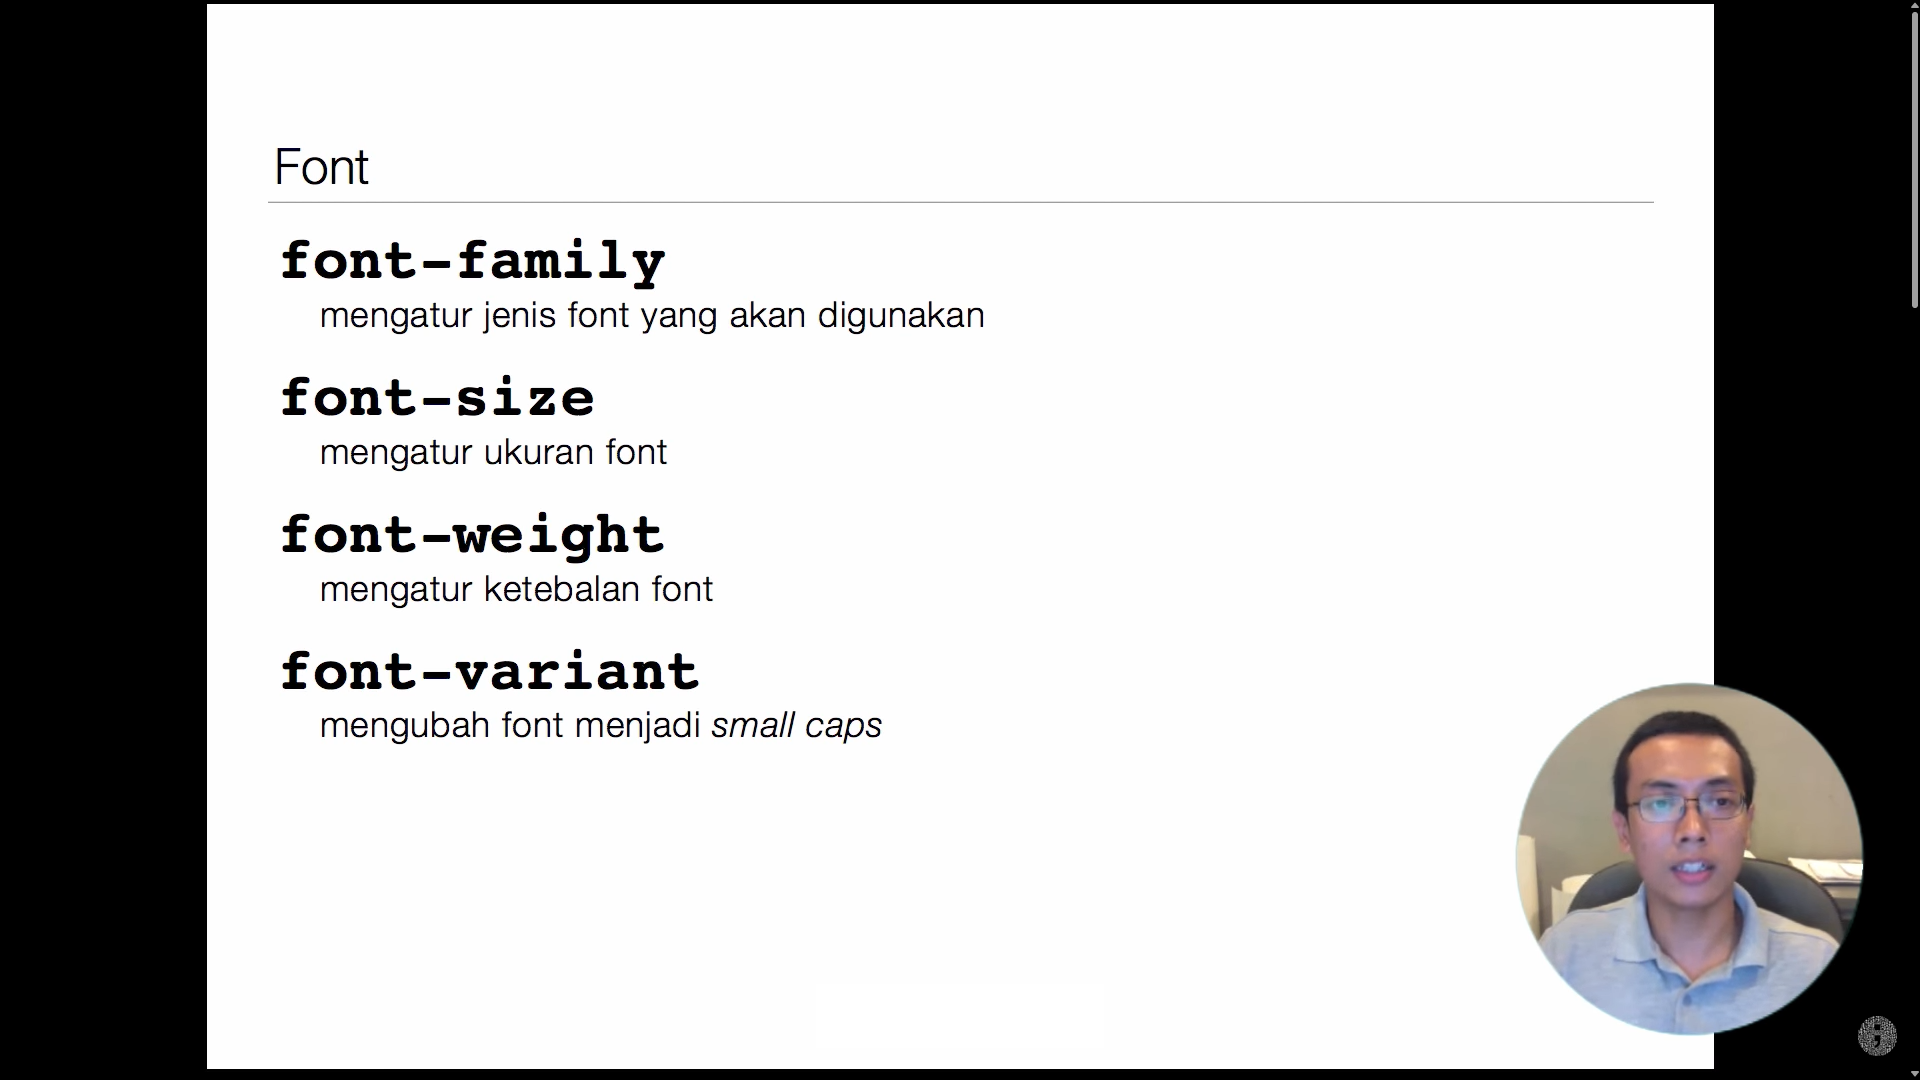 Font
font-family
mengatur jenis font yang akan digunakan
font-size
mengatur ukuran font
font-weight
mengatur ketebalan font
font-variant
mengubah font menjadi small caps